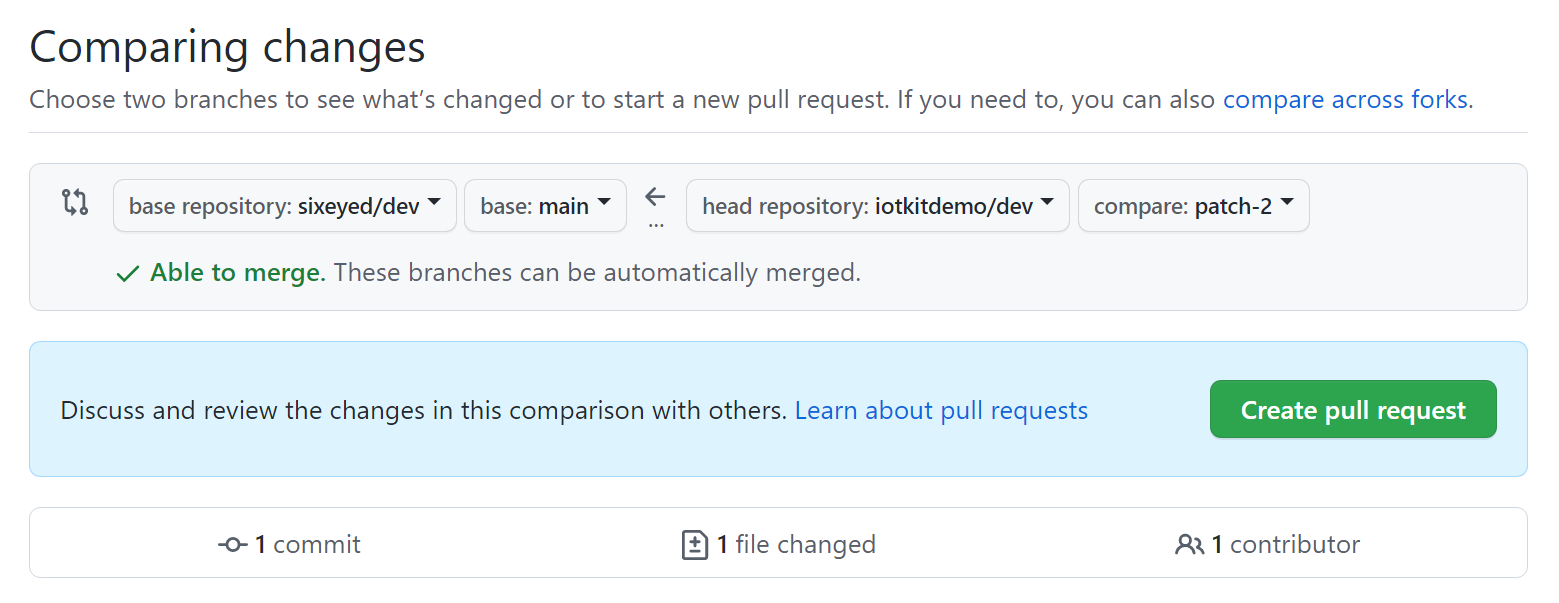 Comparing changes
Choose two branches to see what’s changed or to start a new pull request. If you need to, you can also compare across forks.
base repository: sixeyed/dev base: main ← head repository: iotkitdemo/dev compare: patch-2
...
Able to merge. These branches can be automatically merged.
Discuss and review the changes in this comparison with others. Learn about pull requests Create pull request
1 commit 1 file changed 1 contributor